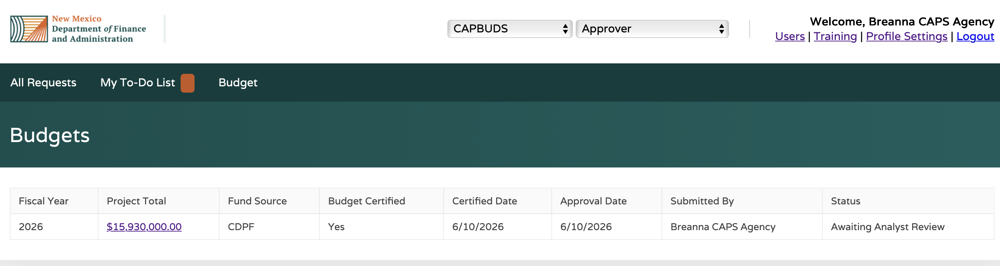 New Mexico
Department of Finance
and Administration
CAPBUDS
Approver
Welcome, Breanna CAPS Agency
Users | Training | Profile Settings | Logout
All Requests
My To-Do List
Budget
Budgets
Fiscal Year
Project Total
Fund Source
Budget Certified
Certified Date
Approval Date
Submitted By
Status
2026
$15,930,000.00
CDPF
Yes
6/10/2026
6/10/2026
Breanna CAPS Agency
Awaiting Analyst Review